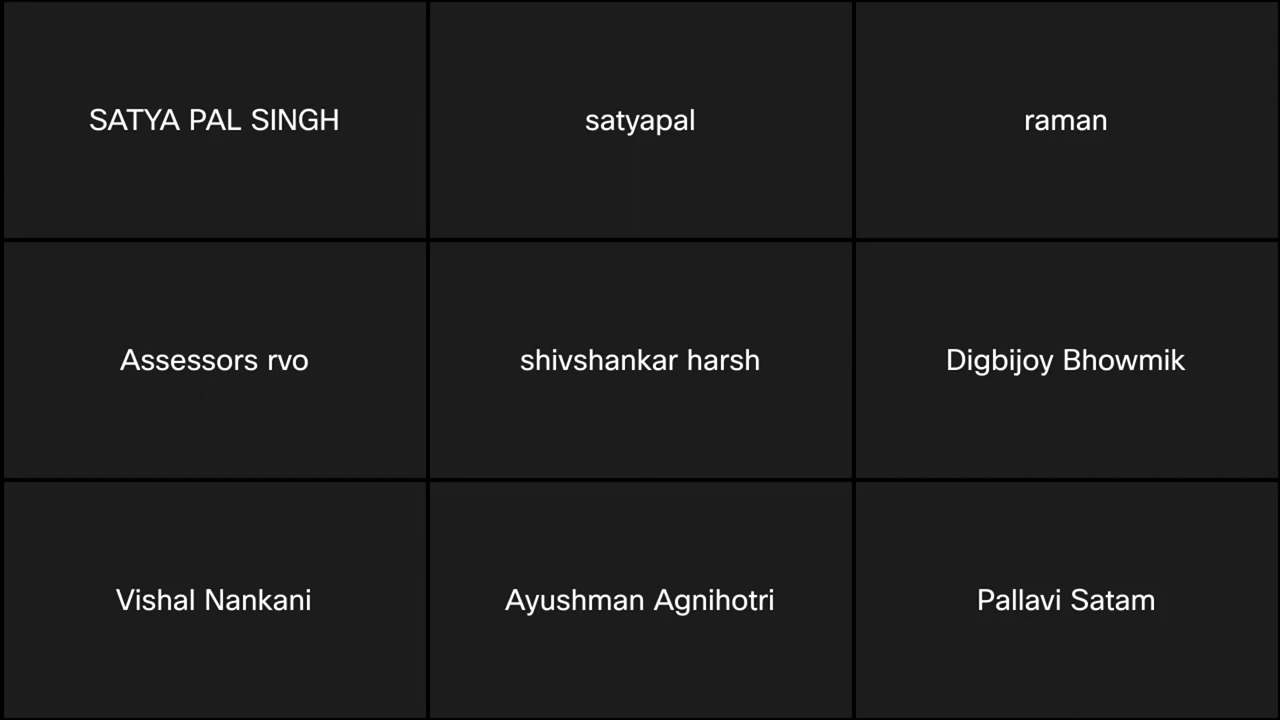 SATYA PAL SINGH
satyapal
raman
Assessors rvo
shivshankar harsh
Digbijoy Bhowmik
Vishal Nankani
Ayushman Agnihotri
Pallavi Satam